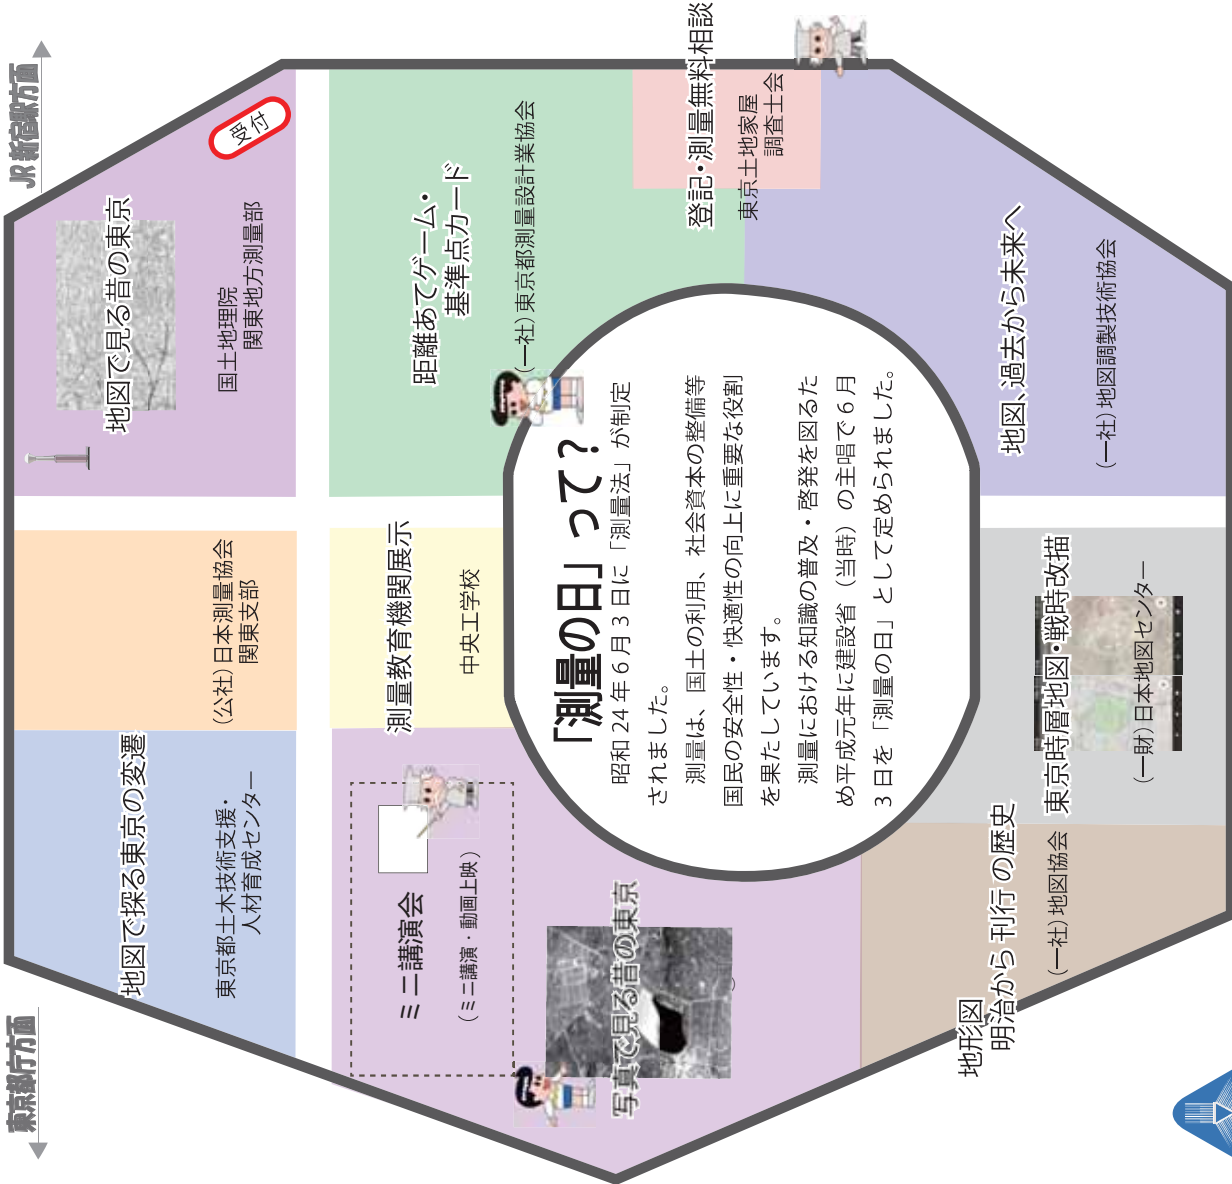 東京都庁方面
JR 新宿駅方面
地図で探る東京の変遷
東京都土木技術支援・
人材育成センター
(公社)日本測量協会
関東支部
地図で見る昔の東京
国土地理院
関東地方測量部
受付
ミニ講演会
(ミニ講演・動画上映)
写真で見る昔の東京
測量教育機関展示
中央工学校
距離あてゲーム・
基準点カード
(一社)東京都測量設計業協会
登記・測量無料相談
東京土地家屋
調査士会
「測量の日」って?
昭和 24 年 6 月 3 日に「測量法」が制定
されました。
測量は、国土の利用、社会資本の整備等
国民の安全性・快適性の向上に重要な役割
を果たしています。
測量における知識の普及・啓発を図るた
め平成元年に建設省(当時)の主唱で 6 月
3 日を「測量の日」として定められました。
地形図
明治から 刊行 の歴史
(一社)地図協会
東京時層地図・戦時改描
(一財)日本地図センター
地図、過去から未来へ
(一社)地図調製技術協会